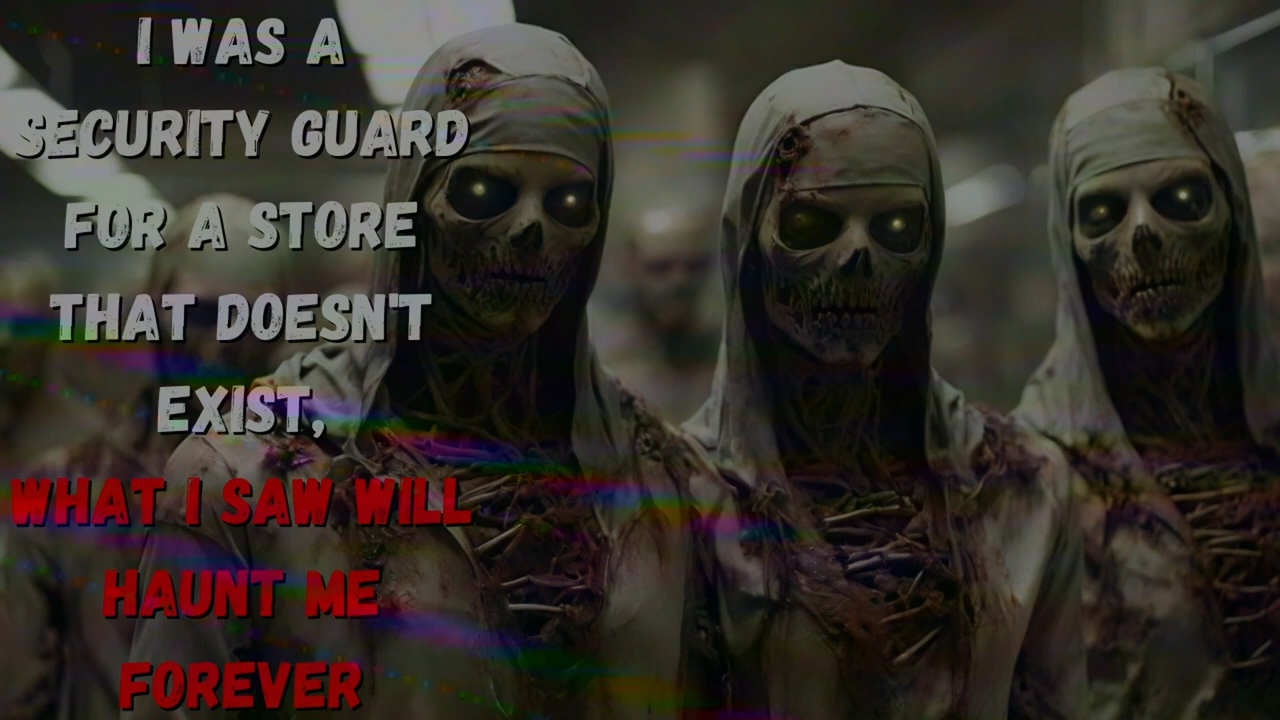 I WAS A
SECURITY GUARD
FOR A STORE
THAT DOESN'T
EXIST,
WHAT I SAW WILL
HAUNT ME
FOREVER